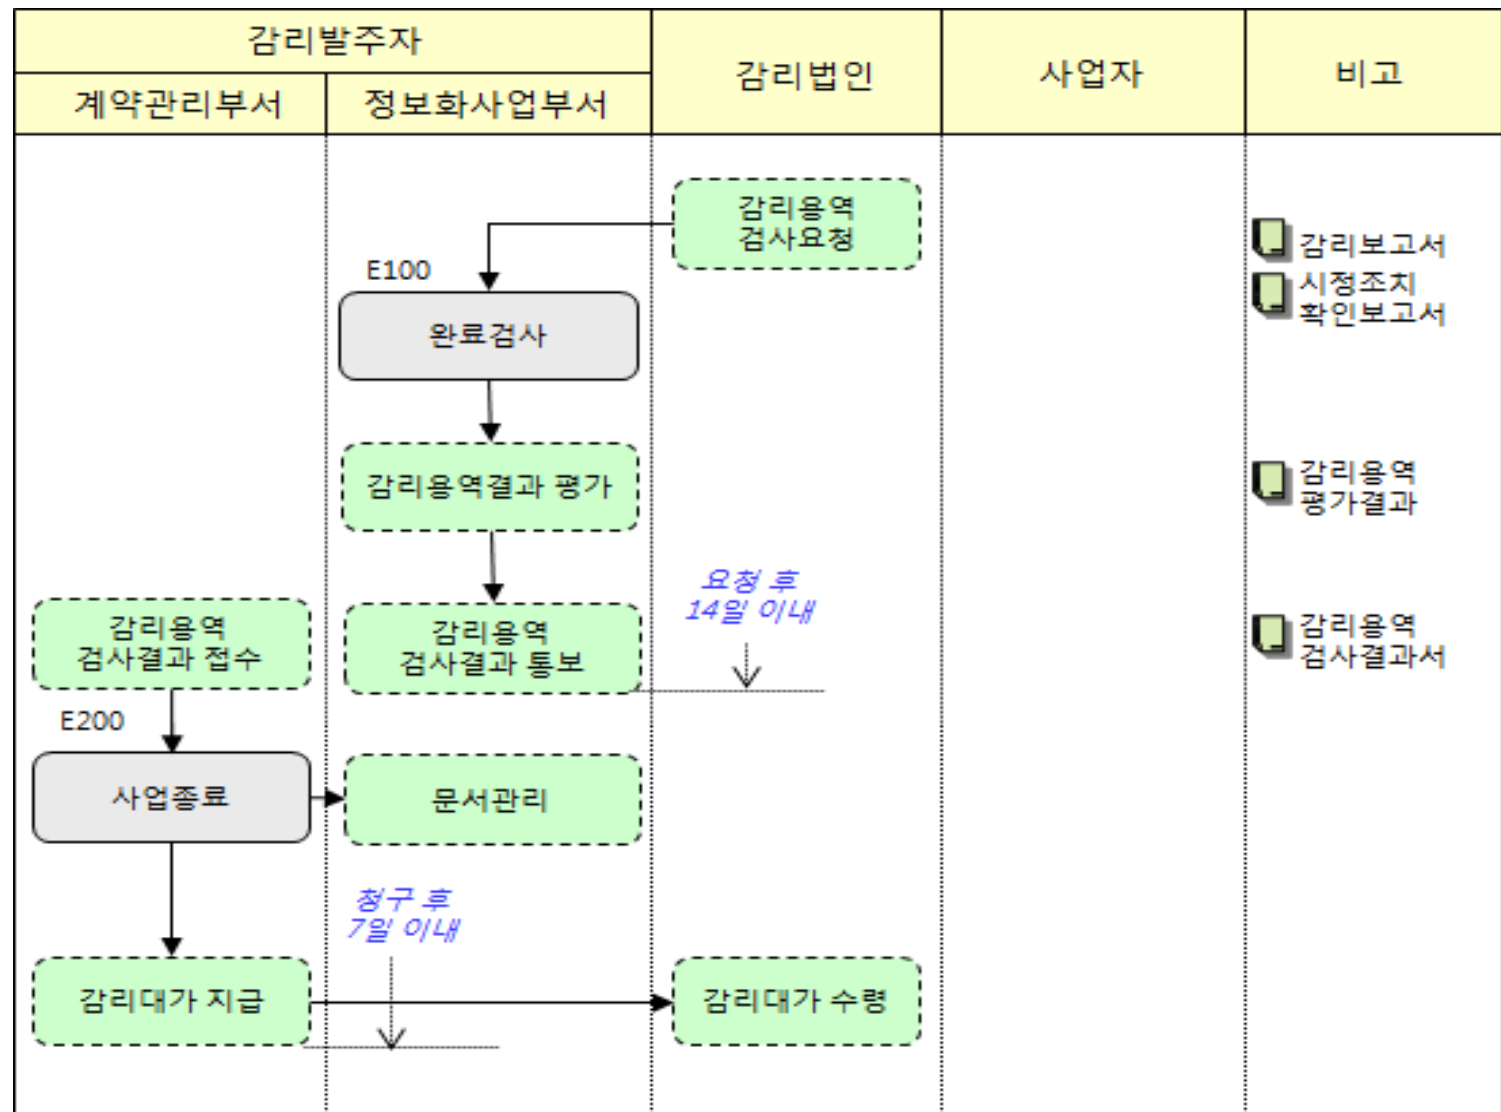 감리발주자
감리법인
사업자
비고
계약관리부서
정보화사업부서
감리용역
검사요청
감리보고서
E100
시정조치
확인보고서
완료검사
감리용역결과 평가
감리용역
평가결과
요청 후
14일 이내
감리용역
검사결과 접수
감리용역
검사결과 통보
감리용역
검사결과서
E200
사업종료
문서관리
청구 후
7일 이내
감리대가 지급
감리대가 수령